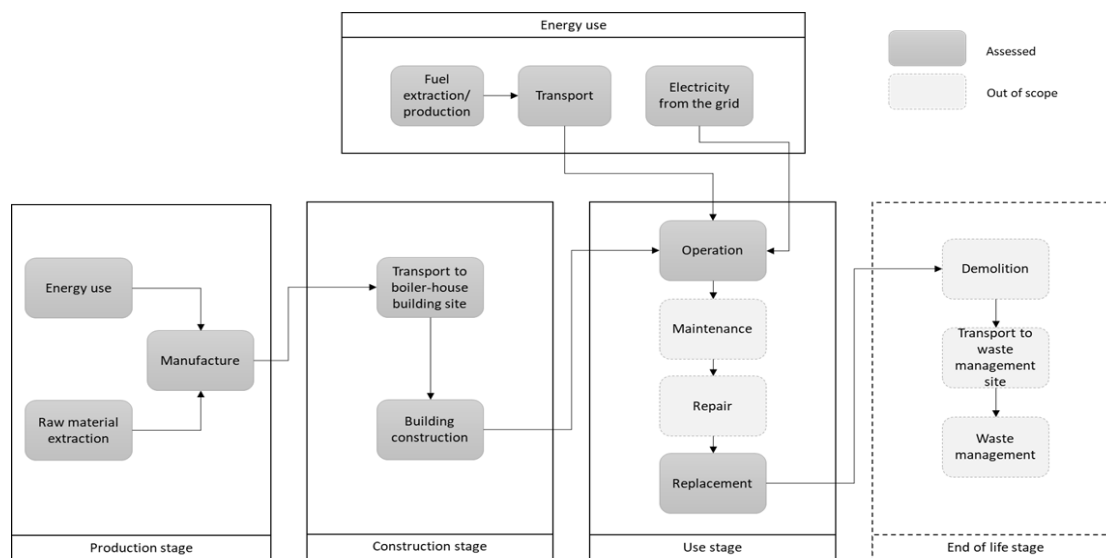 Energy use
Fuel
extraction/
production
Transport
Electricity
from the grid
Assessed
Out of scope
Energy use
Manufacture
Raw material
extraction
Production stage
Transport to
boiler-house
building site
Building
construction
Construction stage
Operation
Maintenance
Repair
Replacement
Use stage
Demolition
Transport to
waste
management
site
Waste
management
End of life stage